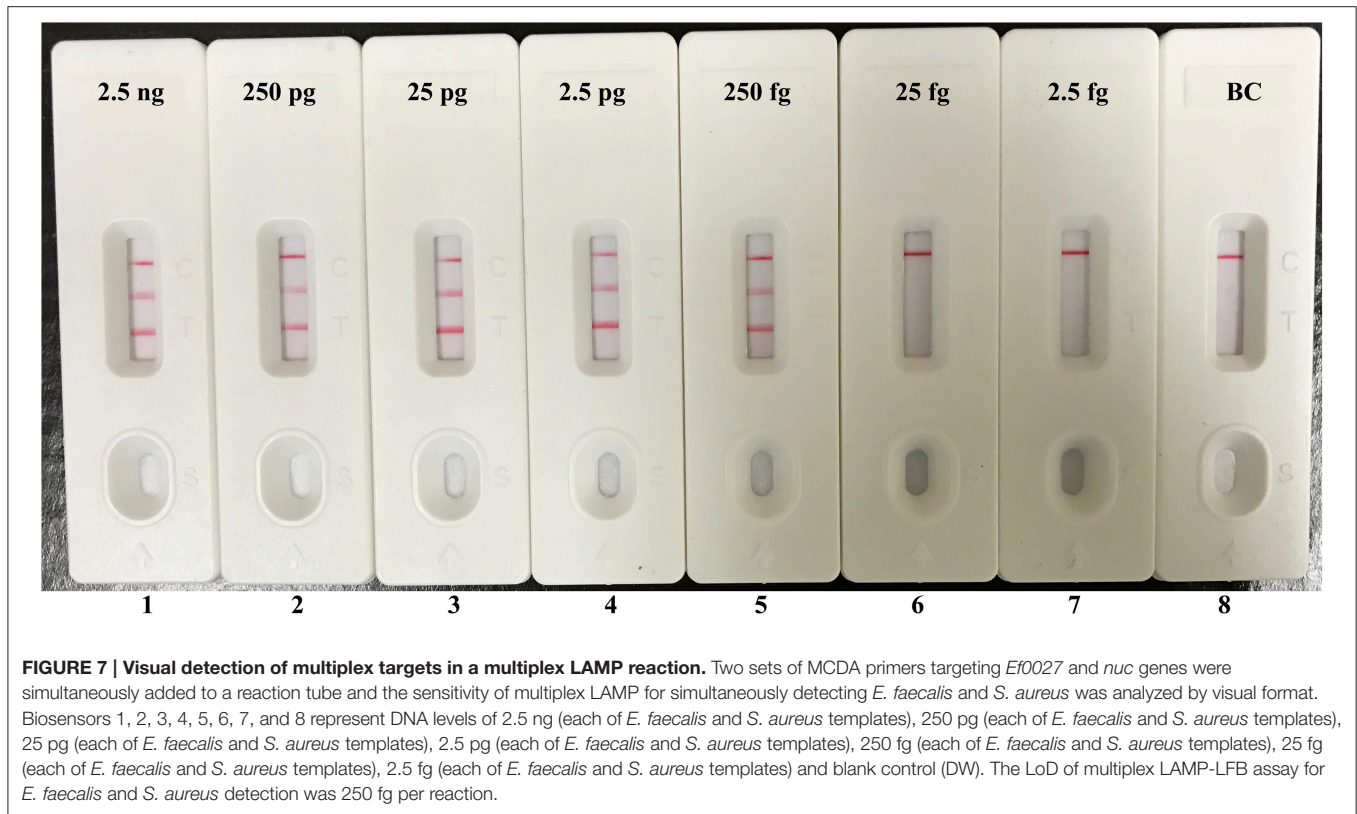 2.5 ng 250 pg 25 pg 2.5 pg 250 fg 25 fg 2.5 fg BC
C C C C C C
T T T T T
S S S S S
1 2 3 4 5 6 7 8
FIGURE 7 | Visual detection of multiplex targets in a multiplex LAMP reaction. Two sets of MCDA primers targeting Ef0027 and nuc genes were
simultaneously added to a reaction tube and the sensitivity of multiplex LAMP for simultaneously detecting E. faecalis and S. aureus was analyzed by visual format.
Biosensors 1, 2, 3, 4, 5, 6, 7, and 8 represent DNA levels of 2.5 ng (each of E. faecalis and S. aureus templates), 250 pg (each of E. faecalis and S. aureus templates),
25 pg (each of E. faecalis and S. aureus templates), 2.5 pg (each of E. faecalis and S. aureus templates), 250 fg (each of E. faecalis and S. aureus templates), 25 fg
(each of E. faecalis and S. aureus templates), 2.5 fg (each of E. faecalis and S. aureus templates) and blank control (DW). The LoD of multiplex LAMP-LFB assay for
E. faecalis and S. aureus detection was 250 fg per reaction.